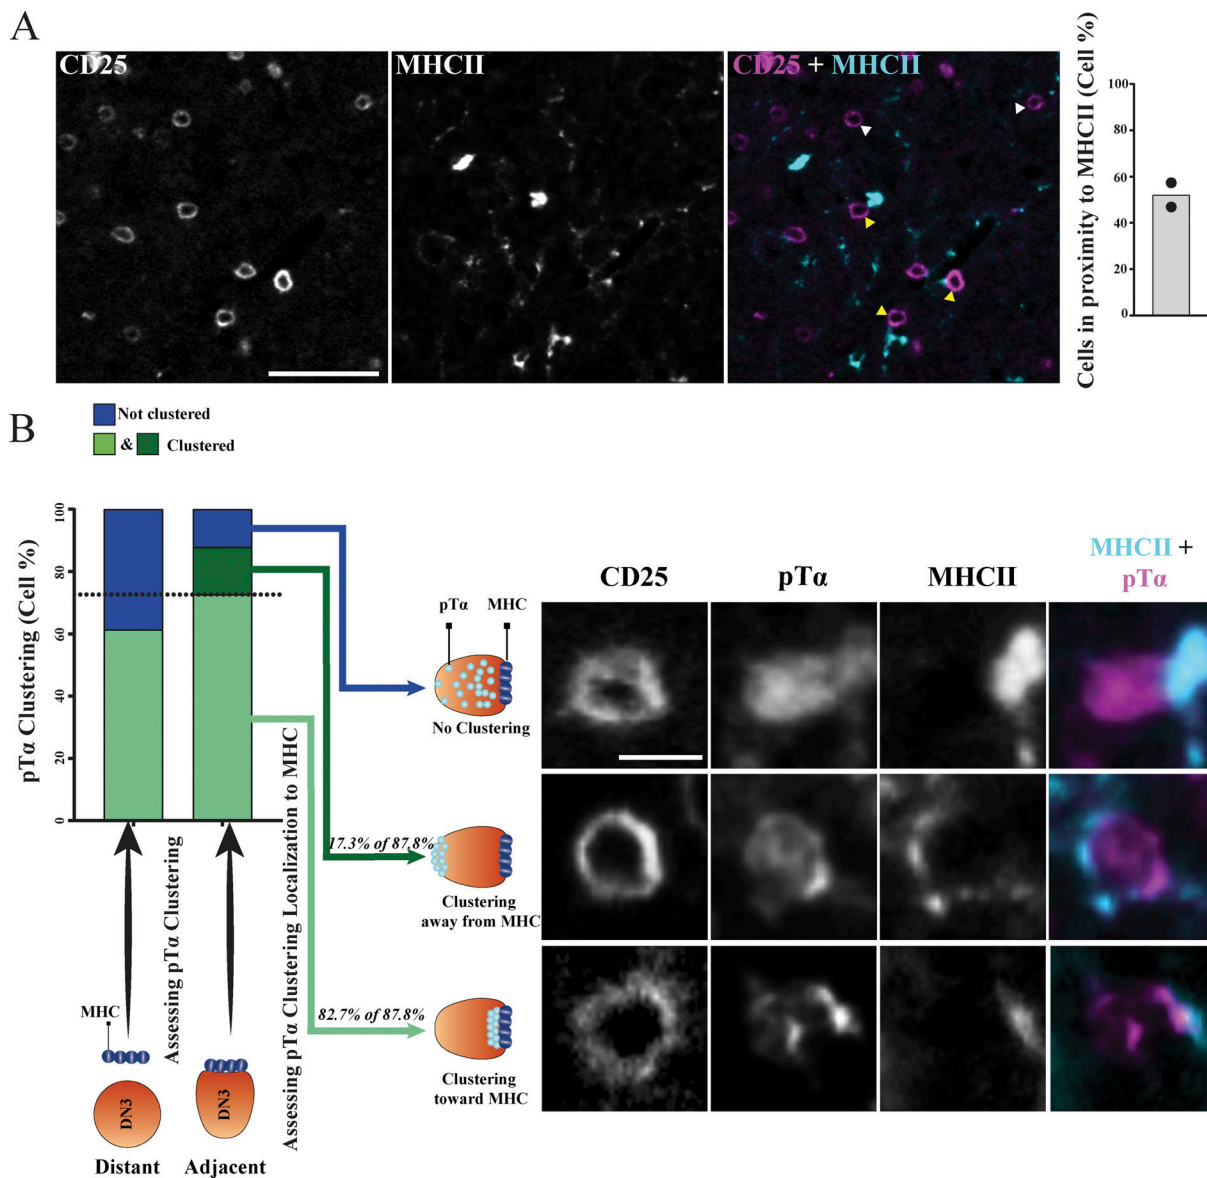 A
CD25
MHCII
CD25 + MHCII
Cells in proximity to MHCII (Cell %)
100
80
60
40
20
0
B
Not clustered
& Clustered
pTα Clustering (Cell %)
100
80
60
40
20
0
MHC
DN3
Distant
Assessing pTα Clustering
DN3
Adjacent
Assessing pTα Clustering Localization to MHC
17.3% of 87.8%
82.7% of 87.8%
pTα MHC
No Clustering
Clustering
away from MHC
Clustering
toward MHC
CD25
pTα
MHCII
MHCII +
pTα